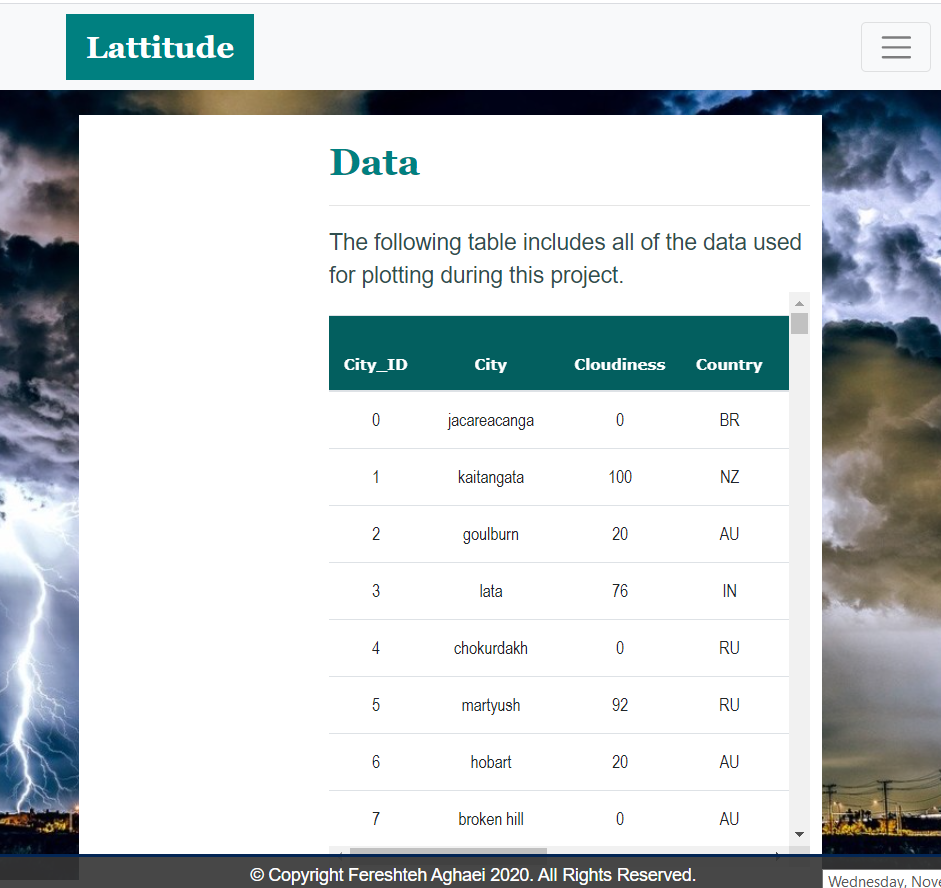 Lattitude
Data
The following table includes all of the data used
for plotting during this project.
City_ID City Cloudiness Country
0 jacareacanga 0 BR
1 kaitangata 100 NZ
2 goulburn 20 AU
3 lata 76 IN
4 chokurdakh 0 RU
5 martyush 92 RU
6 hobart 20 AU
7 broken hill 0 AU
© Copyright Fereshteh Aghaei 2020. All Rights Reserved.
Wednesday, Nove